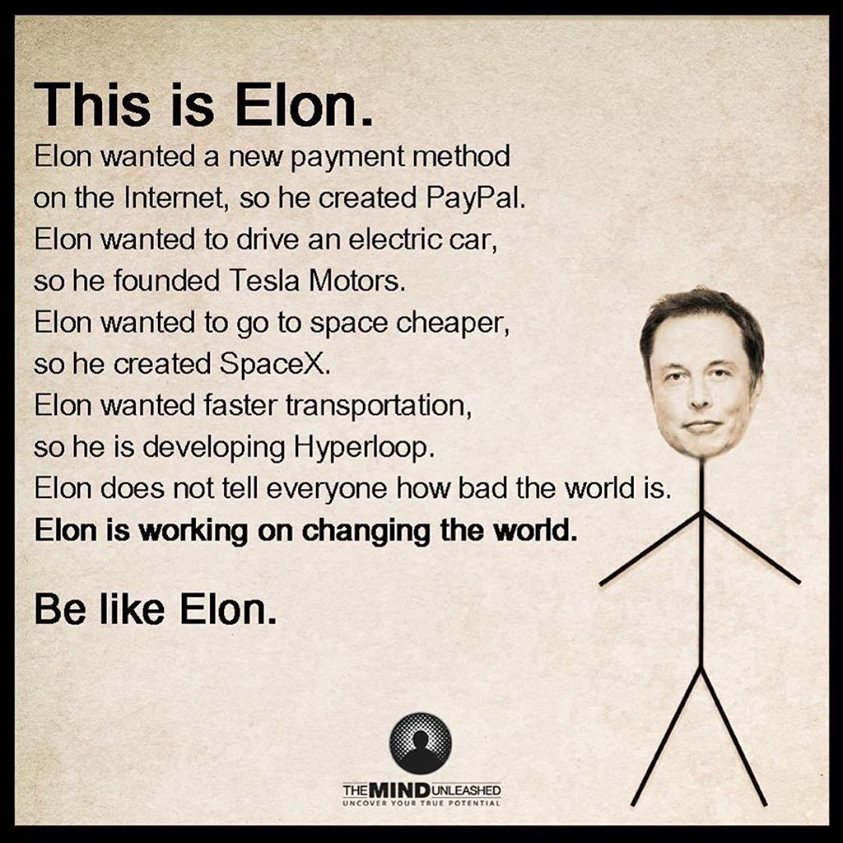 This is Elon.
Elon wanted a new payment method
on the Internet, so he created PayPal.
Elon wanted to drive an electric car,
so he founded Tesla Motors.
Elon wanted to go to space cheaper,
so he created SpaceX.
Elon wanted faster transportation,
so he is developing Hyperloop.
Elon does not tell everyone how bad the world is.
Elon is working on changing the world.
Be like Elon.
THE MIND UNLEASHED
UNCOVER YOUR TRUE POTENTIAL